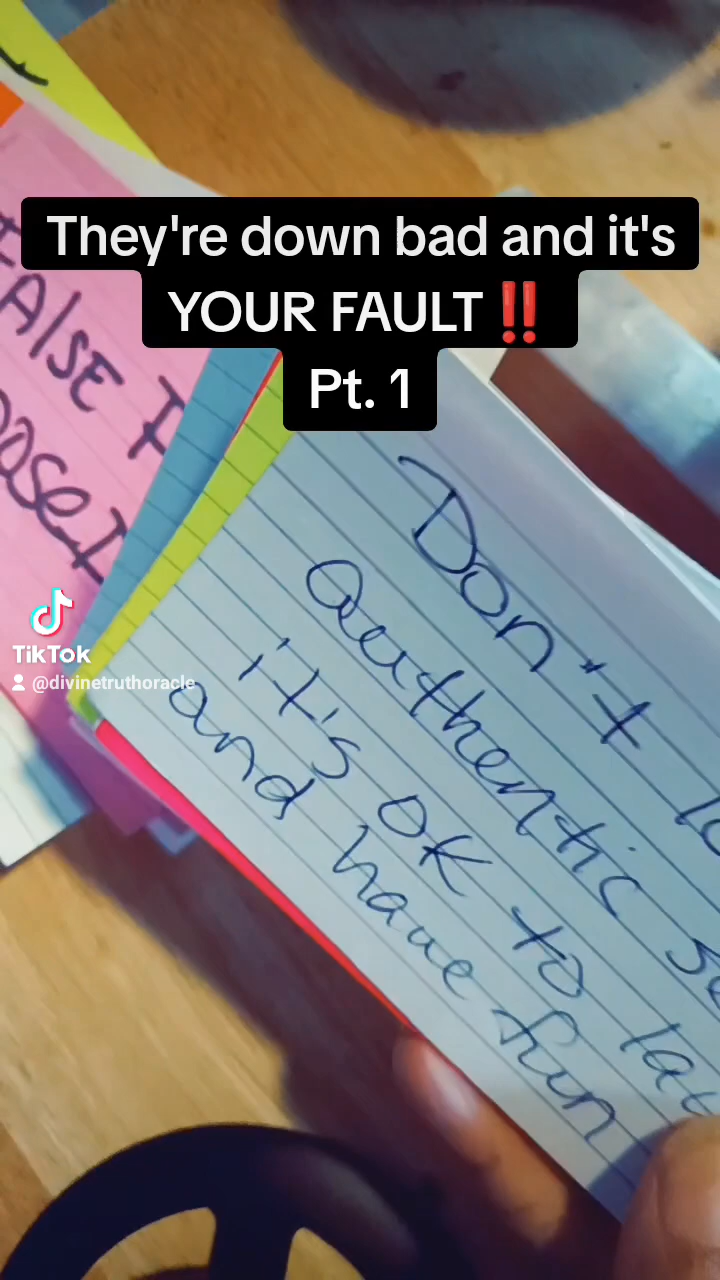 They're down bad and it's
YOUR FAULT‼️
Pt. 1
FAlSE
Don't
authentic
it's OK to
and have fun
TikTok
@divinetruthoracle